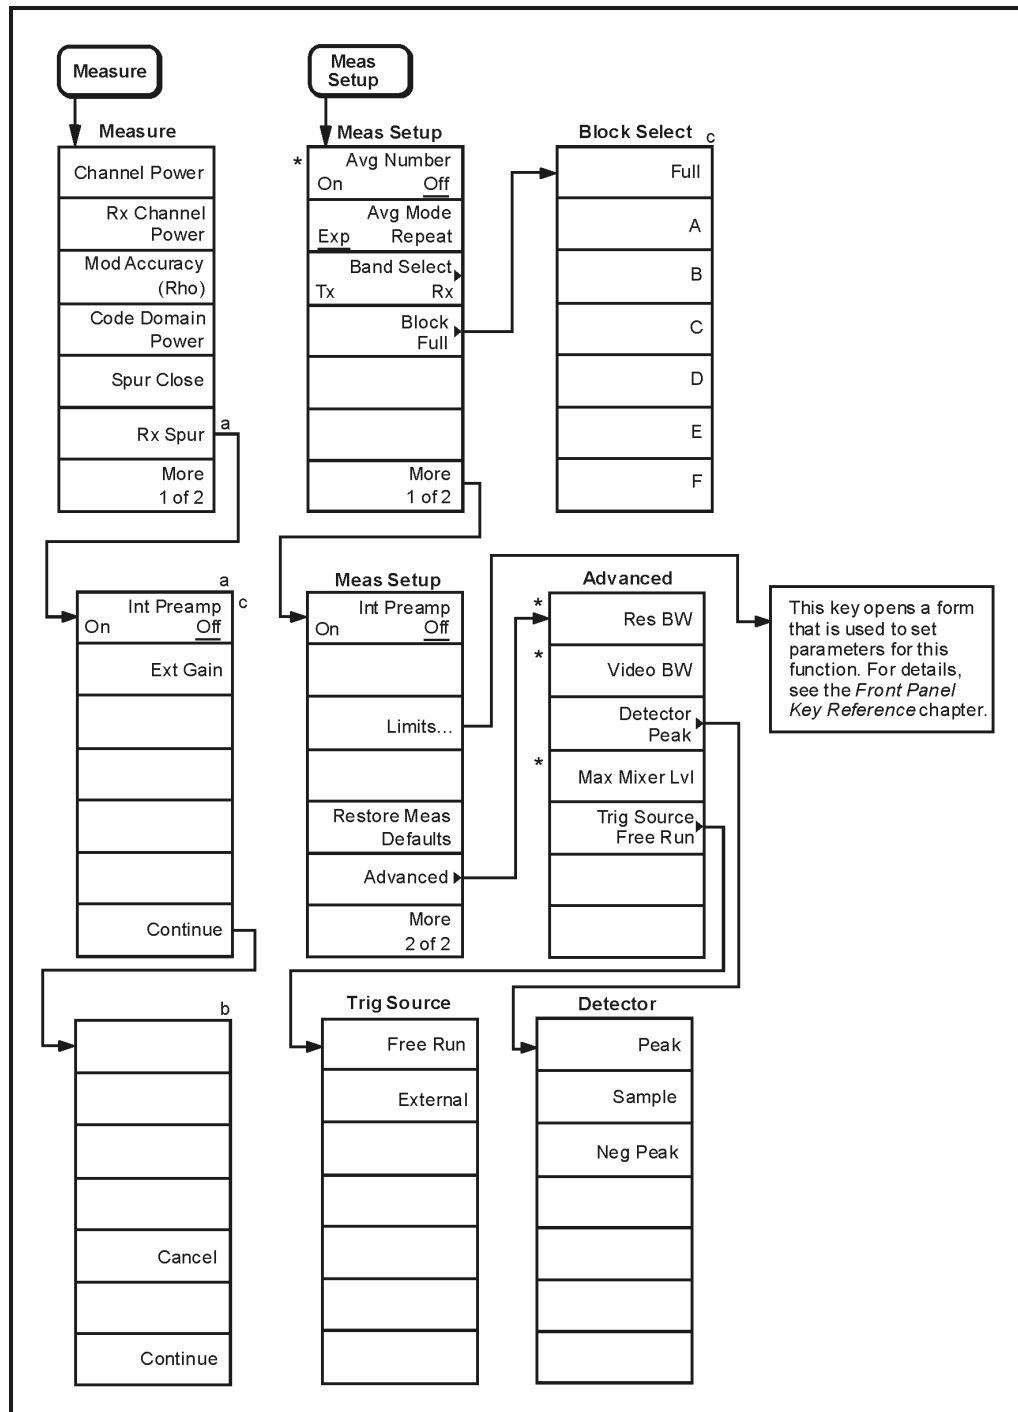 Measure
Meas
Setup
Measure
Channel Power
Rx Channel
Power
Mod Accuracy
(Rho)
Code Domain
Power
Spur Close
Rx Spur
a
More
1 of 2
Meas Setup
*
Avg Number
On Off
Avg Mode
Exp Repeat
Band Select
Tx Rx
Block
Full
More
1 of 2
Block Select
c
Full
A
B
C
D
E
F
a
c
Int Preamp
On Off
Ext Gain
Continue
Meas Setup
Int Preamp
On Off
Limits...
Restore Meas
Defaults
Advanced
More
2 of 2
Advanced
*
Res BW
*
Video BW
Detector
Peak
*
Max Mixer Lvl
Trig Source
Free Run
This key opens a form
that is used to set
parameters for this
function. For details,
see the Front Panel
Key Reference chapter.
b
Cancel
Continue
Trig Source
Free Run
External
Detector
Peak
Sample
Neg Peak